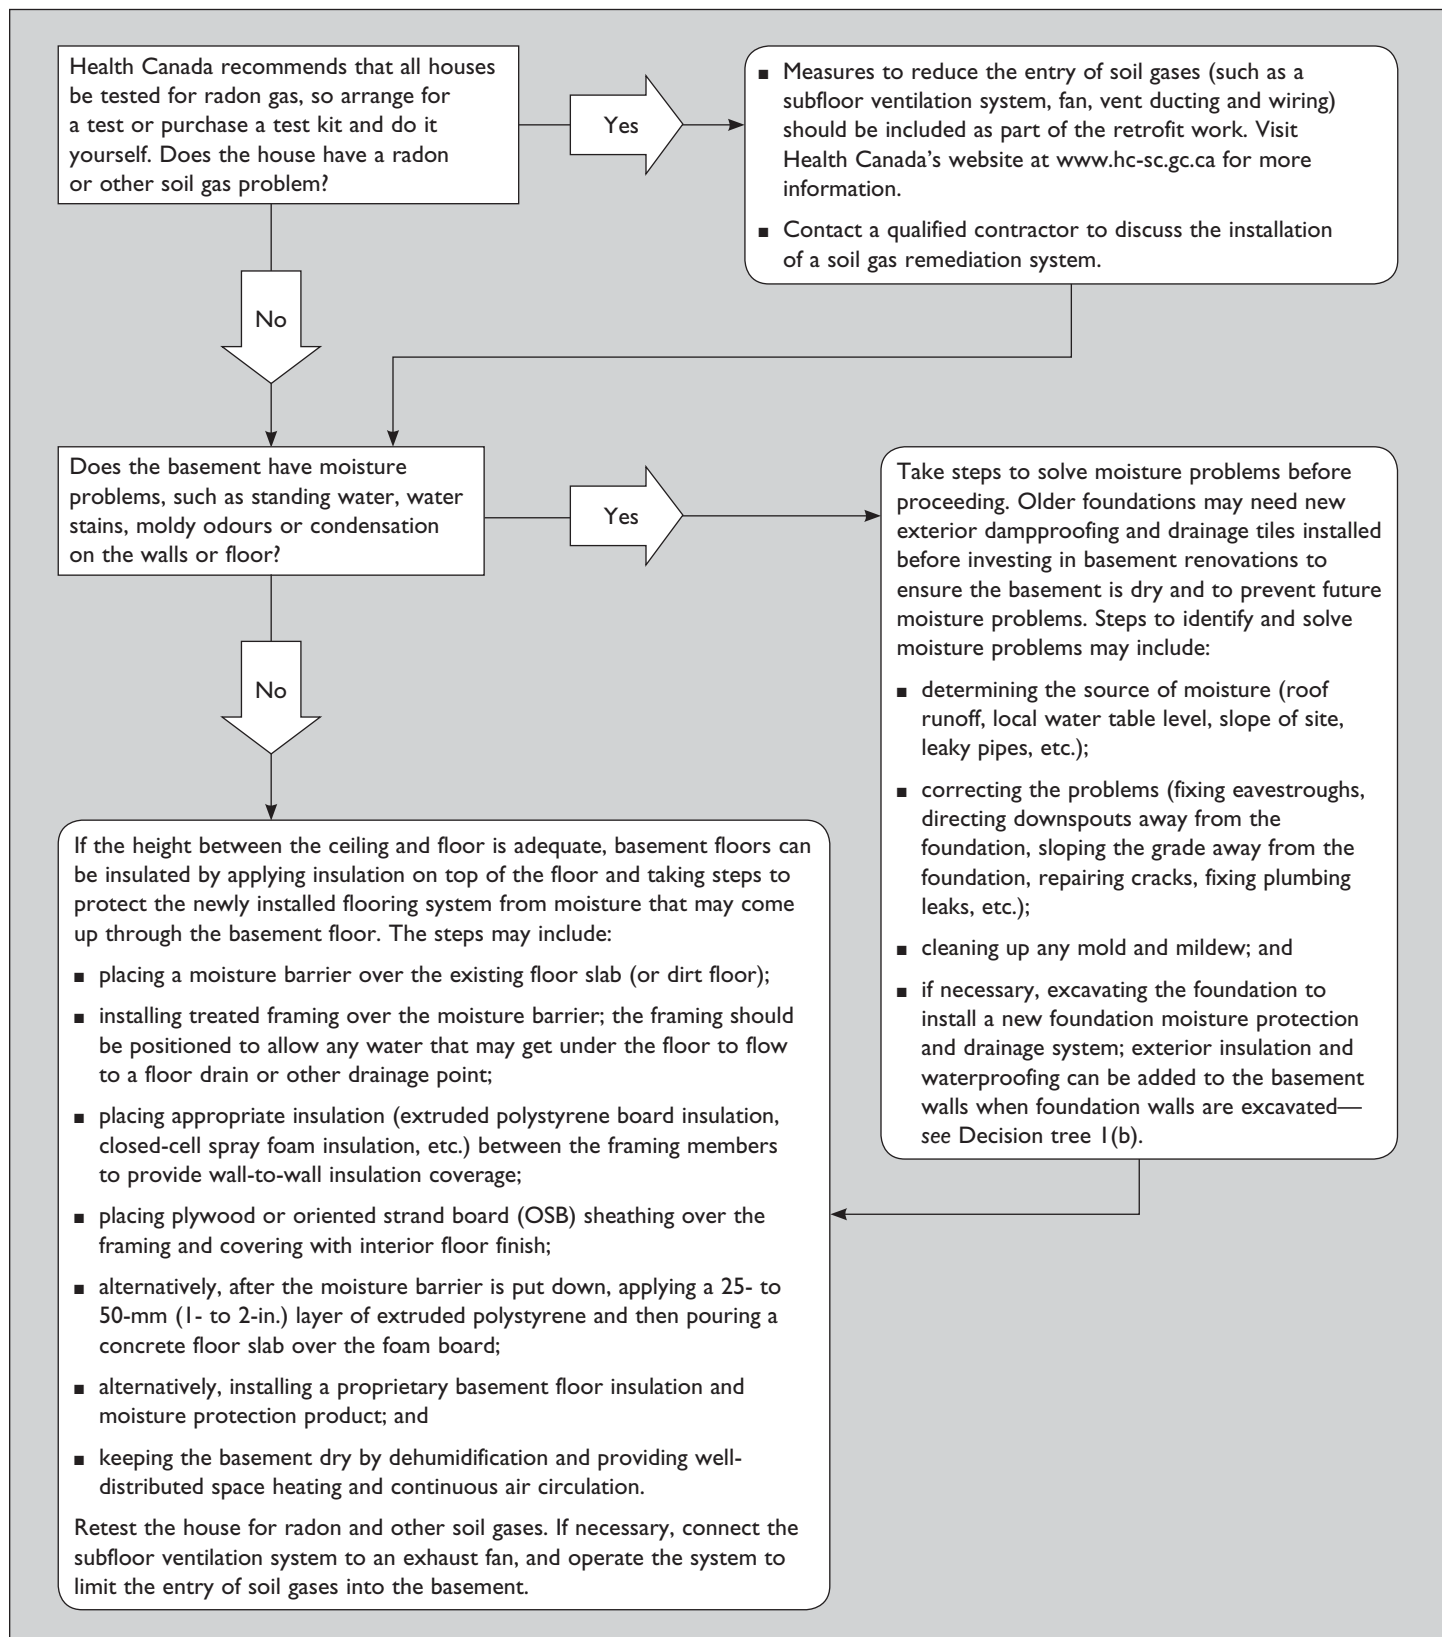 Health Canada recommends that all houses
be tested for radon gas, so arrange for
a test or purchase a test kit and do it
yourself. Does the house have a radon
or other soil gas problem?
Yes
■ Measures to reduce the entry of soil gases (such as a
subfloor ventilation system, fan, vent ducting and wiring)
should be included as part of the retrofit work. Visit
Health Canada's website at www.hc-sc.gc.ca for more
information.
■ Contact a qualified contractor to discuss the installation
of a soil gas remediation system.
No
Does the basement have moisture
problems, such as standing water, water
stains, moldy odours or condensation
on the walls or floor?
Yes
Take steps to solve moisture problems before
proceeding. Older foundations may need new
exterior dampproofing and drainage tiles installed
before investing in basement renovations to
ensure the basement is dry and to prevent future
moisture problems. Steps to identify and solve
moisture problems may include:
■ determining the source of moisture (roof
runoff, local water table level, slope of site,
leaky pipes, etc.);
■ correcting the problems (fixing eavestroughs,
directing downspouts away from the
foundation, sloping the grade away from the
foundation, repairing cracks, fixing plumbing
leaks, etc.);
■ cleaning up any mold and mildew; and
■ if necessary, excavating the foundation to
install a new foundation moisture protection
and drainage system; exterior insulation and
waterproofing can be added to the basement
walls when foundation walls are excavated—
see Decision tree 1(b).
No
If the height between the ceiling and floor is adequate, basement floors can
be insulated by applying insulation on top of the floor and taking steps to
protect the newly installed flooring system from moisture that may come
up through the basement floor. The steps may include:
■ placing a moisture barrier over the existing floor slab (or dirt floor);
■ installing treated framing over the moisture barrier; the framing should
be positioned to allow any water that may get under the floor to flow
to a floor drain or other drainage point;
■ placing appropriate insulation (extruded polystyrene board insulation,
closed-cell spray foam insulation, etc.) between the framing members
to provide wall-to-wall insulation coverage;
■ placing plywood or oriented strand board (OSB) sheathing over the
framing and covering with interior floor finish;
■ alternatively, after the moisture barrier is put down, applying a 25- to
50-mm (1- to 2-in.) layer of extruded polystyrene and then pouring a
concrete floor slab over the foam board;
■ alternatively, installing a proprietary basement floor insulation and
moisture protection product; and
■ keeping the basement dry by dehumidification and providing well-
distributed space heating and continuous air circulation.
Retest the house for radon and other soil gases. If necessary, connect the
subfloor ventilation system to an exhaust fan, and operate the system to
limit the entry of soil gases into the basement.